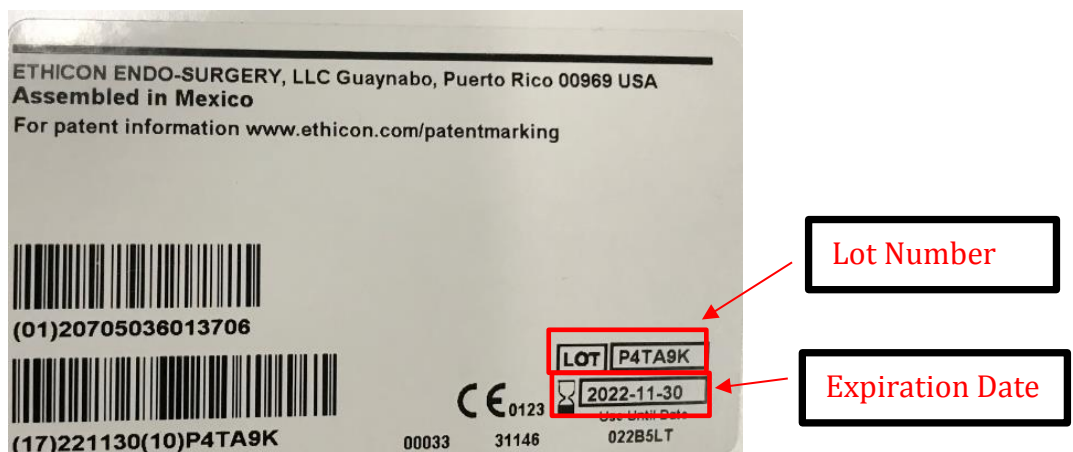 ETHICON ENDO-SURGERY, LLC Guaynabo, Puerto Rico 00969 USA
Assembled in Mexico
For patent information www.ethicon.com/patentmarking
Lot Number
(01)20705036013706
LOT P4TA9K
2022-11-30
Expiration Date
CE 0123
Use Until Date
(17)221130(10)P4TA9K
00033
31146
022B5LT